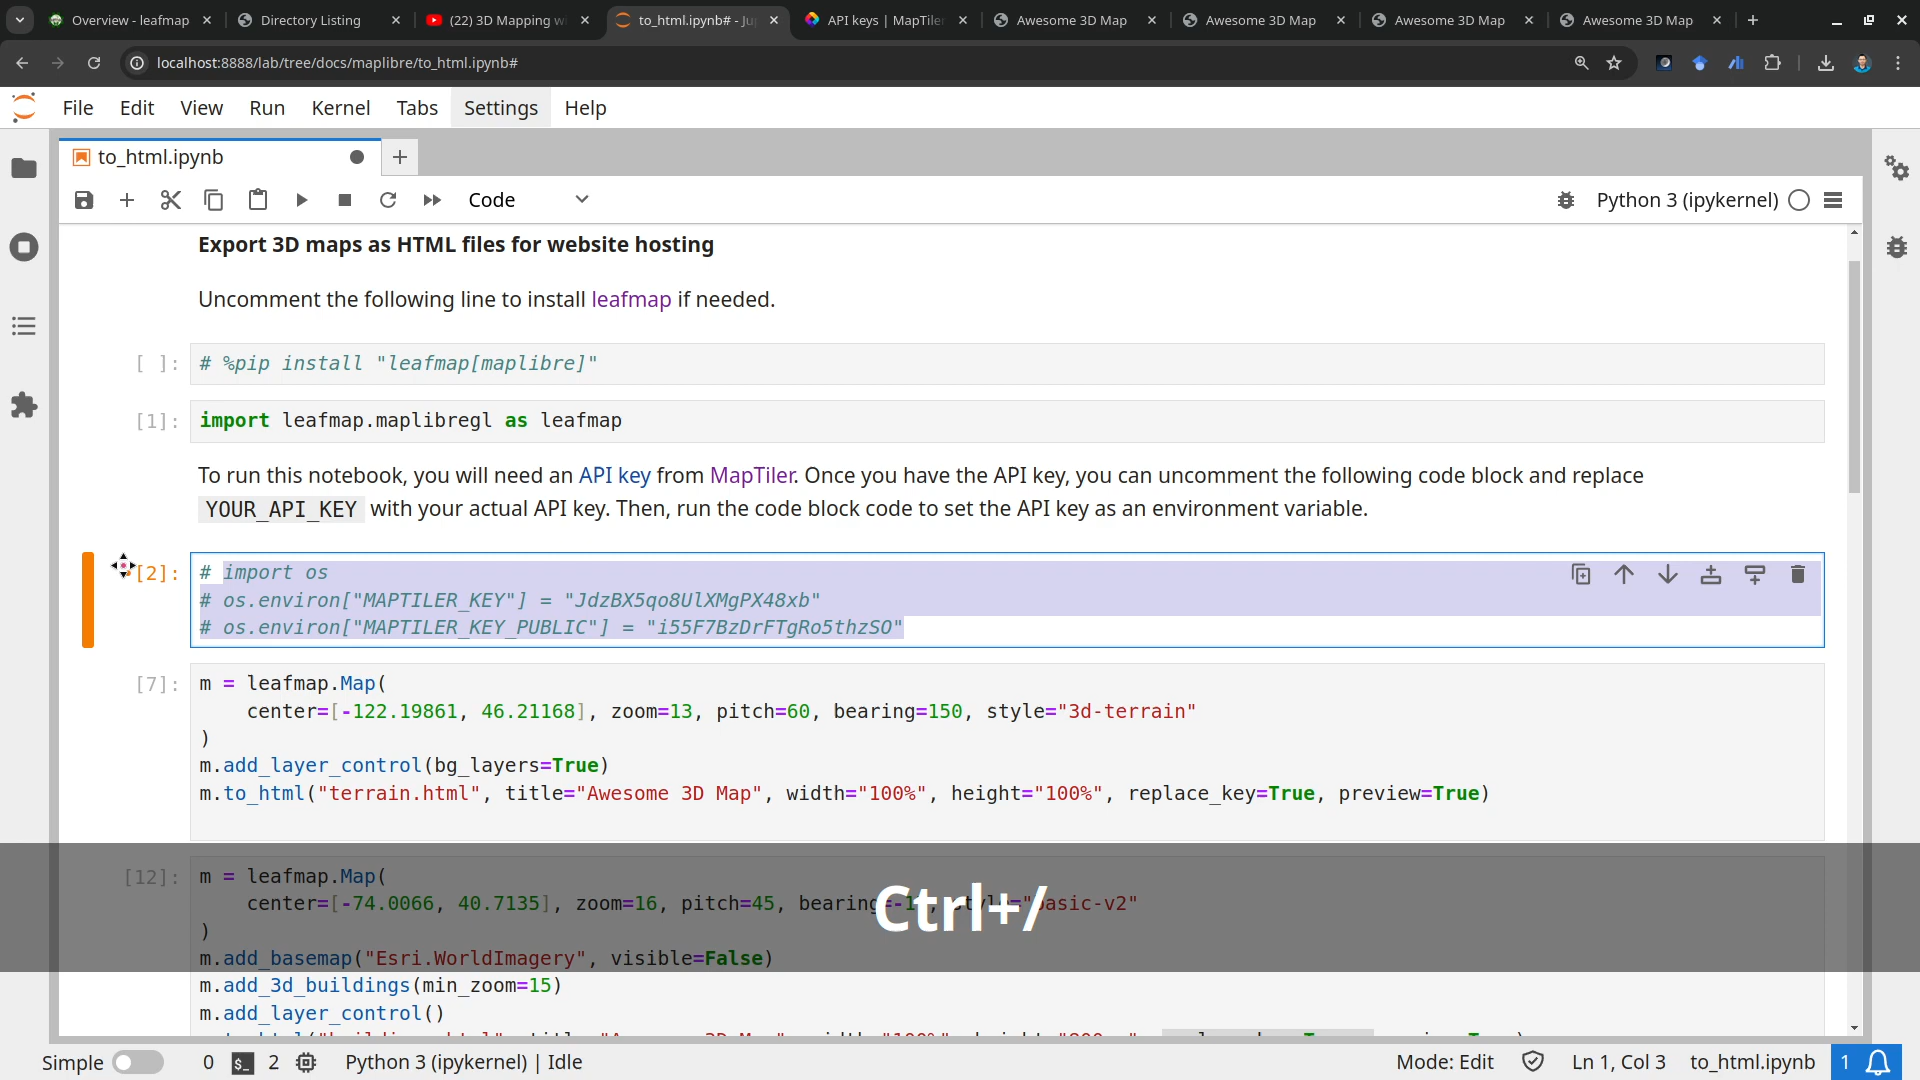 Overview - leafmap
Directory Listing
(22) 3D Mapping w
to_html.ipynb# - Ju
API keys | MapTiler
Awesome 3D Map
Awesome 3D Map
Awesome 3D Map
Awesome 3D Map
localhost:8888/lab/tree/docs/maplibre/to_html.ipynb#
File Edit View Run Kernel Tabs Settings Help
to_html.ipynb
Code
Python 3 (ipykernel)
Export 3D maps as HTML files for website hosting
Uncomment the following line to install leafmap if needed.
[ ]: # %pip install "leafmap[maplibre]"
[1]: import leafmap.maplibregl as leafmap
To run this notebook, you will need an API key from MapTiler. Once you have the API key, you can uncomment the following code block and replace
YOUR_API_KEY with your actual API key. Then, run the code block code to set the API key as an environment variable.
[2]: # import os
# os.environ["MAPTILER_KEY"] = "JdzBX5qo8UlXMgPX48xb"
# os.environ["MAPTILER_KEY_PUBLIC"] = "i55F7BzDrFTgRo5thzSO"
[7]: m = leafmap.Map(
center=[-122.19861, 46.21168], zoom=13, pitch=60, bearing=150, style="3d-terrain"
)
m.add_layer_control(bg_layers=True)
m.to_html("terrain.html", title="Awesome 3D Map", width="100%", height="100%", replace_key=True, preview=True)
[12]: m = leafmap.Map(
center=[-74.0066, 40.7135], zoom=16, pitch=45, bearing=-1
)
m.add_basemap("Esri.WorldImagery", visible=False)
m.add_3d_buildings(min_zoom=15)
m.add_layer_control()
Ctrl+/
Simple 0 2 Python 3 (ipykernel) | Idle
Mode: Edit Ln 1, Col 3 to_html.ipynb 1